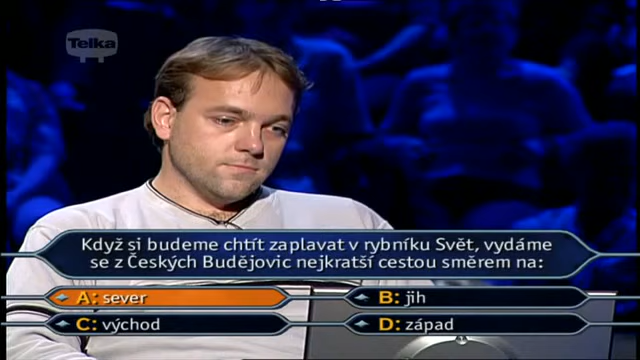 Telka
Když si budeme chtít zaplavat v rybníku Svět, vydáme
se z Českých Budějovic nejkratší cestou směrem na:
A: sever
B: jih
C: východ
D: západ